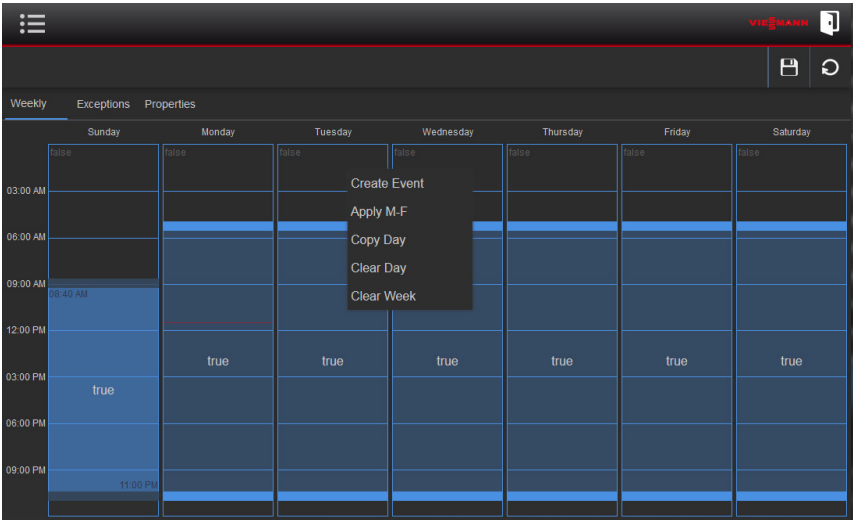 VIESMANN
Weekly Exceptions Properties
Sunday Monday Tuesday Wednesday Thursday Friday Saturday
false false false false false false false
Create Event
03:00 AM
Apply M-F
06:00 AM
Copy Day
Clear Day
09:00 AM
08:40 AM
Clear Week
12:00 PM
true true true true true true
03:00 PM
true
06:00 PM
09:00 PM
11:00 PM